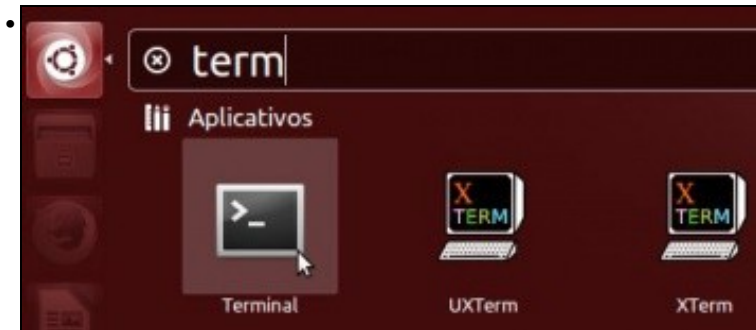 term
Aplicativos
X TERM
X TERM
Terminal
UXTerm
XTerm